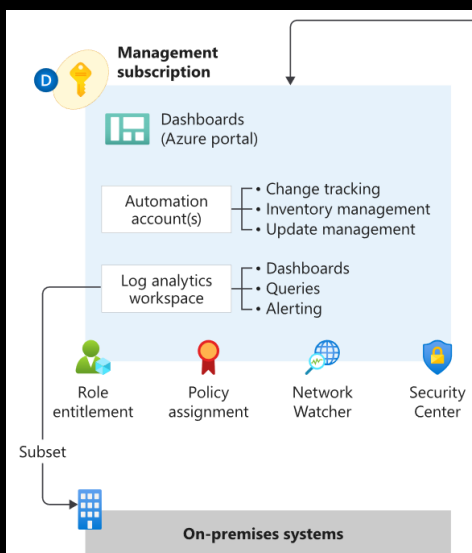 Management
subscription
D
Dashboards
(Azure portal)
Automation
account(s)
• Change tracking
• Inventory management
• Update management
Log analytics
workspace
• Dashboards
• Queries
• Alerting
Role
entitlement
Policy
assignment
Network
Watcher
Security
Center
Subset
On-premises systems